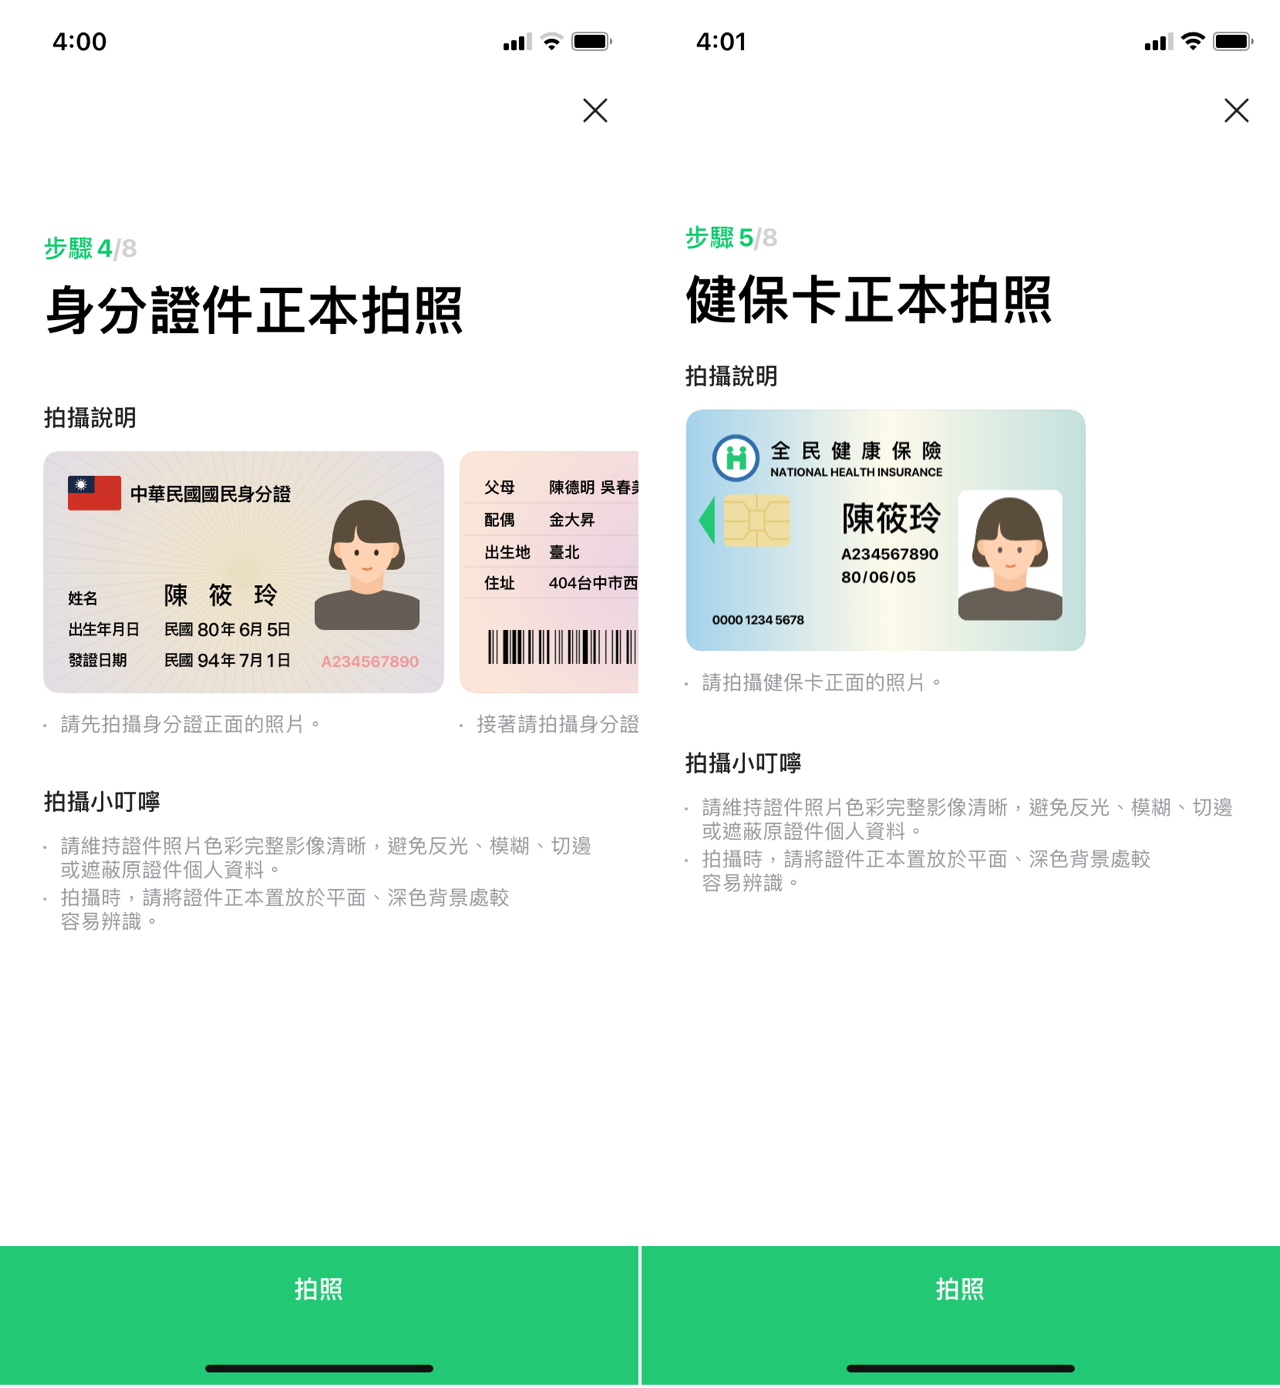 4:00
步驟 4/8
身分證件正本拍照
拍攝說明
中華民國國民身分證
姓名 陳 筱 玲
出生年月日 民國 80年 6月 5日
發證日期 民國 94年 7月 1日 A234567890
父母 陳德明 吳春美
配偶 金大昇
出生地 臺北
住址 404台中市西
· 請先拍攝身分證正面的照片。
· 接著請拍攝身分證
拍攝小叮嚀
· 請維持證件照片色彩完整影像清晰，避免反光、模糊、切邊
或遮蔽原證件個人資料。
· 拍攝時，請將證件正本置放於平面、深色背景處較
容易辨識。
拍照
4:01
步驟 5/8
健保卡正本拍照
拍攝說明
全民健康保險
NATIONAL HEALTH INSURANCE
陳筱玲
A234567890
80/06/05
0000 1234 5678
· 請拍攝健保卡正面的照片。
拍攝小叮嚀
· 請維持證件照片色彩完整影像清晰，避免反光、模糊、切邊
或遮蔽原證件個人資料。
· 拍攝時，請將證件正本置放於平面、深色背景處較
容易辨識。
拍照